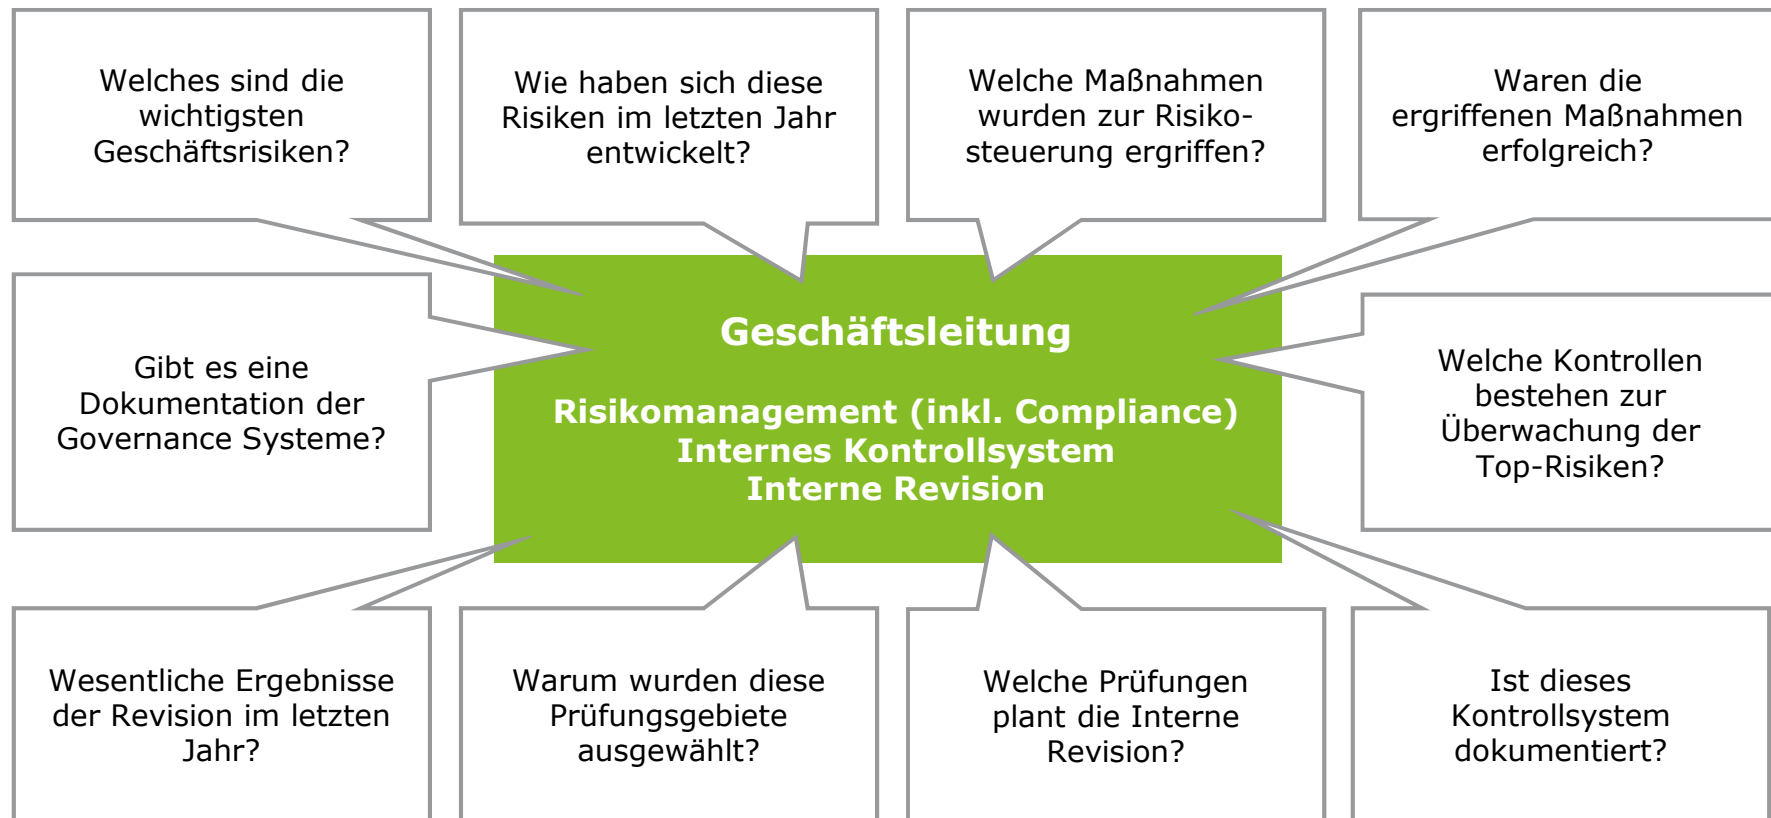 Welches sind die
wichtigsten
Geschäftsrisiken?
Wie haben sich diese
Risiken im letzten Jahr
entwickelt?
Welche Maßnahmen
wurden zur Risiko-
steuerung ergriffen?
Waren die
ergriffenen Maßnahmen
erfolgreich?
Gibt es eine
Dokumentation der
Governance Systeme?
Geschäftsleitung
Risikomanagement (inkl. Compliance)
Internes Kontrollsystem
Interne Revision
Welche Kontrollen
bestehen zur
Überwachung der
Top-Risiken?
Wesentliche Ergebnisse
der Revision im letzten
Jahr?
Warum wurden diese
Prüfungsgebiete
ausgewählt?
Welche Prüfungen
plant die Interne
Revision?
Ist dieses
Kontrollsystem
dokumentiert?